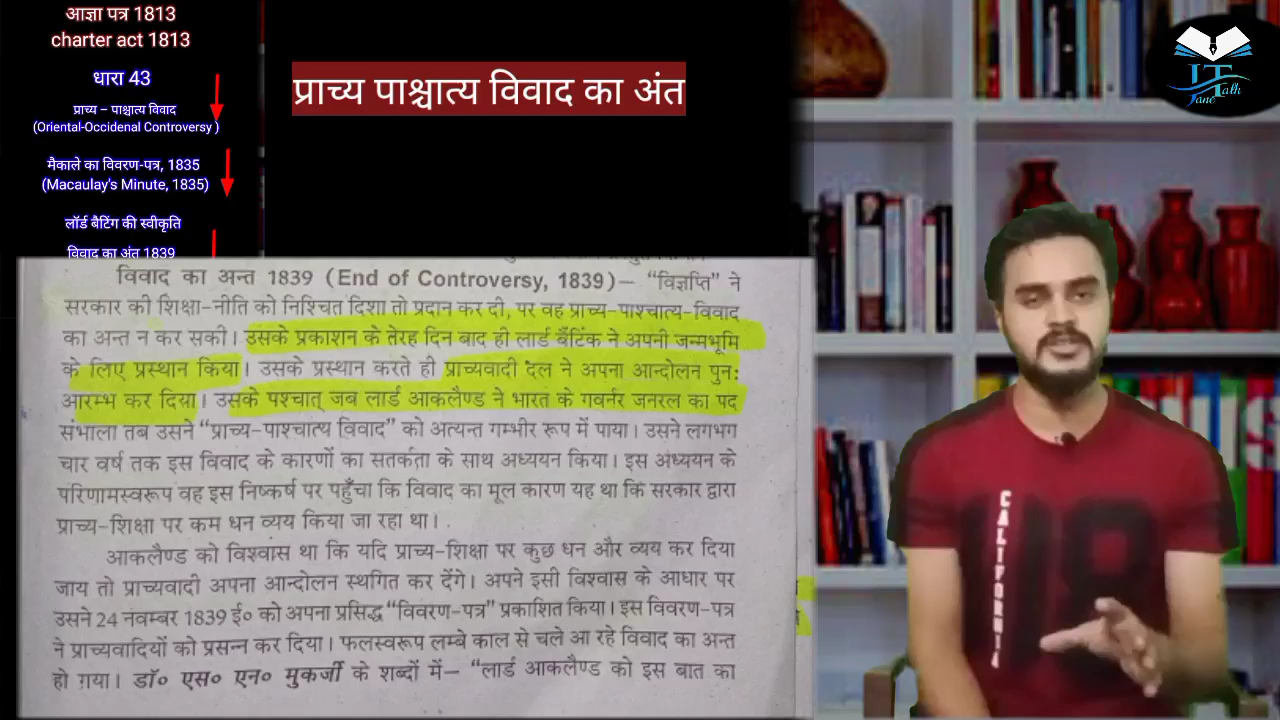 आज्ञा पत्र 1813
charter act 1813
धारा 43
प्राच्य – पाश्चात्य विवाद
(Oriental-Occidenal Controversy )
मैकाले का विवरण-पत्र, 1835
(Macaulay's Minute, 1835)
लॉर्ड बैटिंग की स्वीकृति
विवाद का अंत 1839
प्राच्य पाश्चात्य विवाद का अंत
विवाद का अन्त 1839 (End of Controversy, 1839)— “विज्ञप्ति” ने
सरकार की शिक्षा-नीति को निश्चित दिशा तो प्रदान कर दी, पर वह प्राच्य-पाश्चात्य-विवाद
का अन्त न कर सकी। उसके प्रकाशन के तेरह दिन बाद ही लार्ड बैंटिंक ने अपनी जन्मभूमि
के लिए प्रस्थान किया। उसके प्रस्थान करते ही प्राच्यवादी दल ने अपना आन्दोलन पुनः
आरम्भ कर दिया। उसके पश्चात् जब लार्ड आकलैण्ड ने भारत के गवर्नर जनरल का पद
संभाला तब उसने “प्राच्य-पाश्चात्य विवाद” को अत्यन्त गम्भीर रूप में पाया। उसने लगभग
चार वर्ष तक इस विवाद के कारणों का सतर्कता के साथ अध्ययन किया। इस अध्ययन के
परिणामस्वरूप वह इस निष्कर्ष पर पहुँचा कि विवाद का मूल कारण यह था कि सरकार द्वारा
प्राच्य-शिक्षा पर कम धन व्यय किया जा रहा था।
आकलैण्ड को विश्वास था कि यदि प्राच्य-शिक्षा पर कुछ धन और व्यय कर दिया
जाय तो प्राच्यवादी अपना आन्दोलन स्थगित कर देंगे। अपने इसी विश्वास के आधार पर
उसने 24 नवम्बर 1839 ई० को अपना प्रसिद्ध “विवरण-पत्र” प्रकाशित किया। इस विवरण-पत्र
ने प्राच्यवादियों को प्रसन्न कर दिया। फलस्वरूप लम्बे काल से चले आ रहे विवाद का अन्त
हो गया। डॉ० एस० एन० मुकर्जी के शब्दों में— “लार्ड आकलैण्ड को इस बात का
JT
Jane Talk
CALIFORNIA